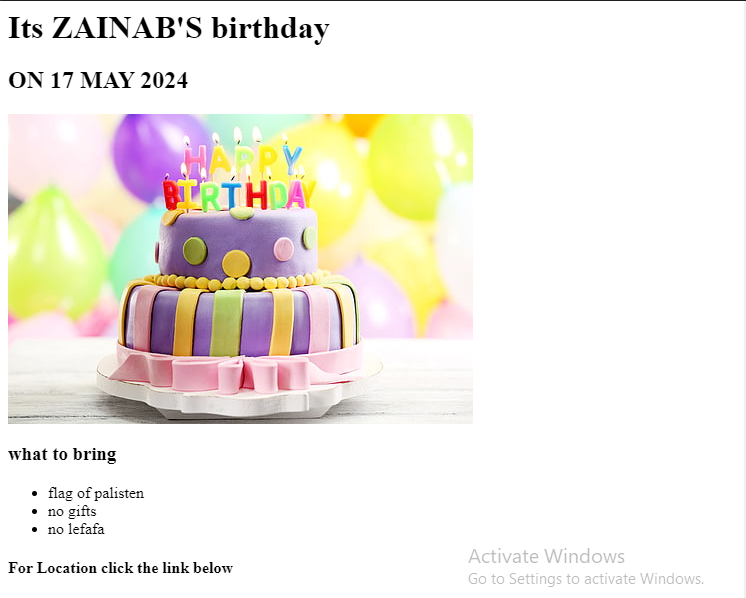 Its ZAINAB'S birthday
ON 17 MAY 2024
HAPPY
BIRTHDAY
what to bring
flag of palisten
no gifts
no lefafa
For Location click the link below
Activate Windows
Go to Settings to activate Windows.